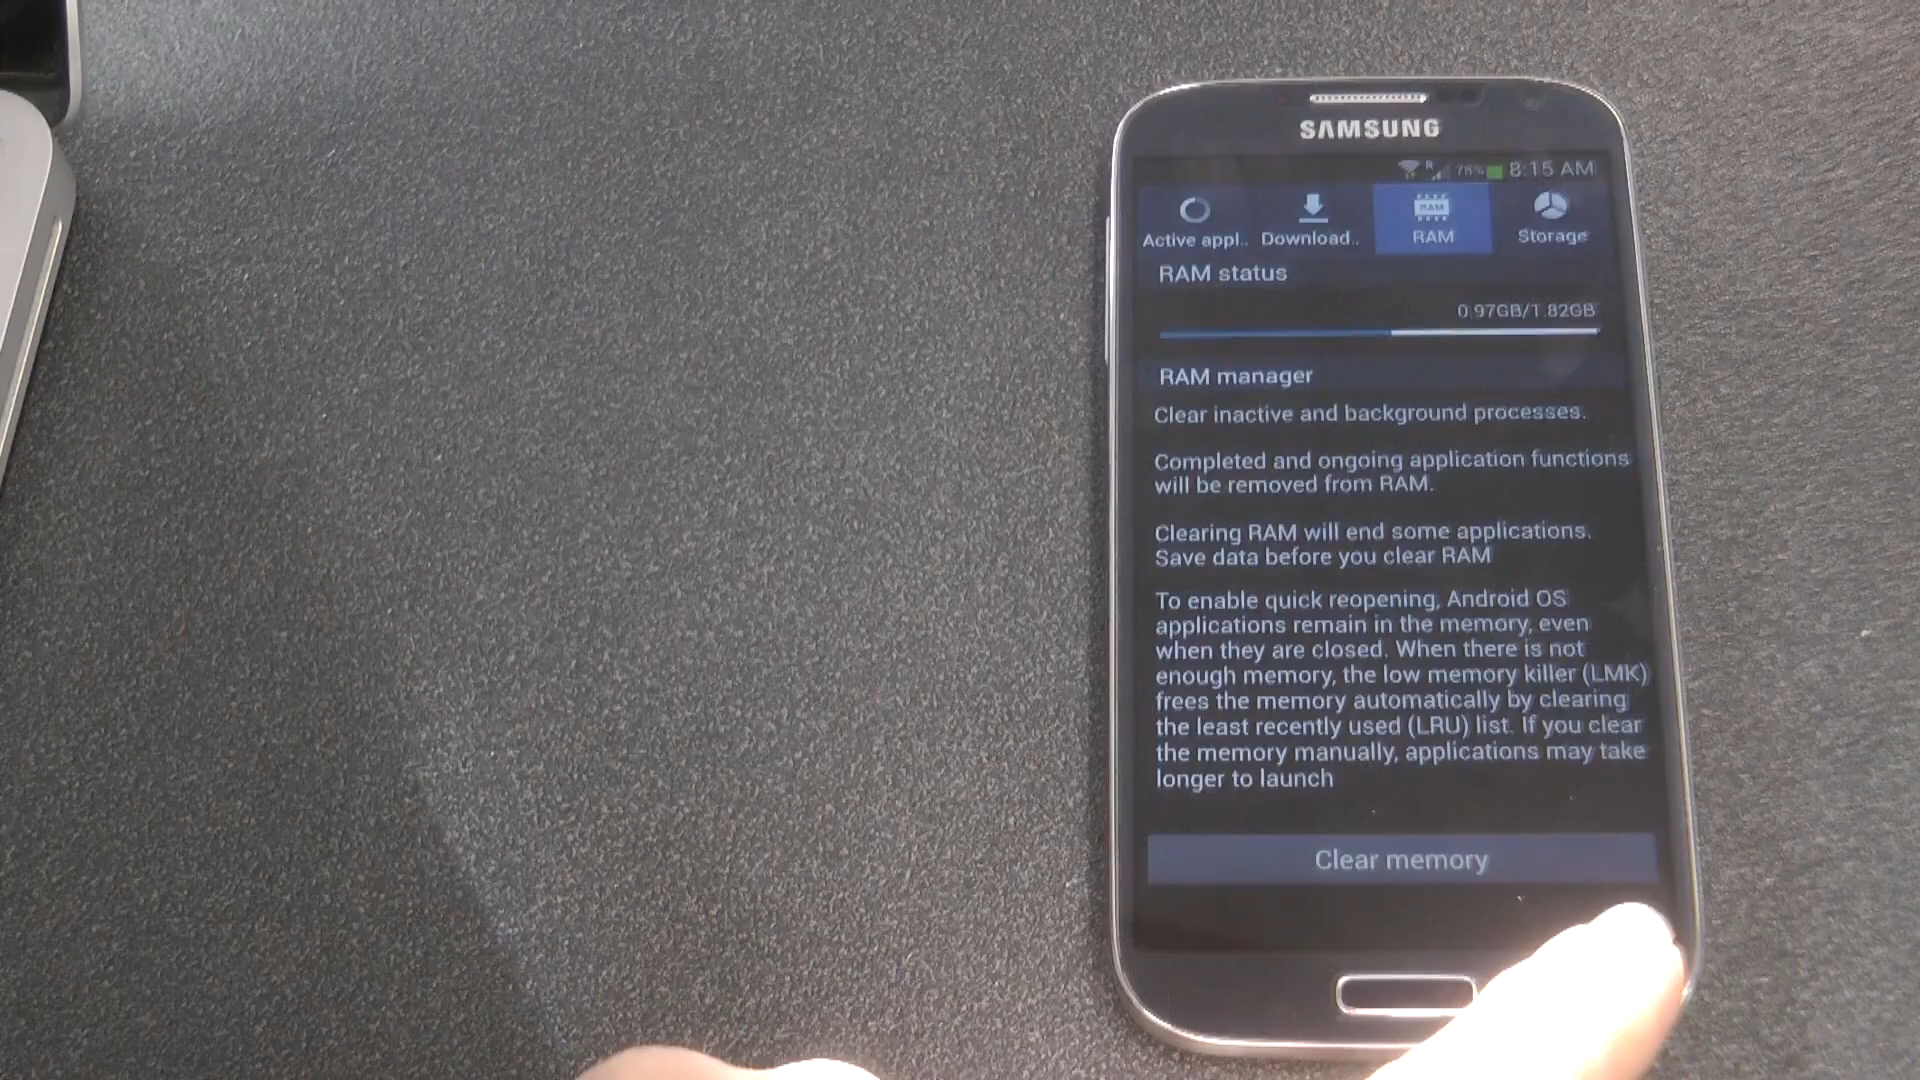 SAMSUNG
R 78% 8:15 AM
Active appl.. Download.. RAM Storage
RAM status
0.97GB/1.82GB
RAM manager
Clear inactive and background processes.
Completed and ongoing application functions
will be removed from RAM.
Clearing RAM will end some applications.
Save data before you clear RAM
To enable quick reopening, Android OS
applications remain in the memory, even
when they are closed. When there is not
enough memory, the low memory killer (LMK)
frees the memory automatically by clearing
the least recently used (LRU) list. If you clear
the memory manually, applications may take
longer to launch
Clear memory